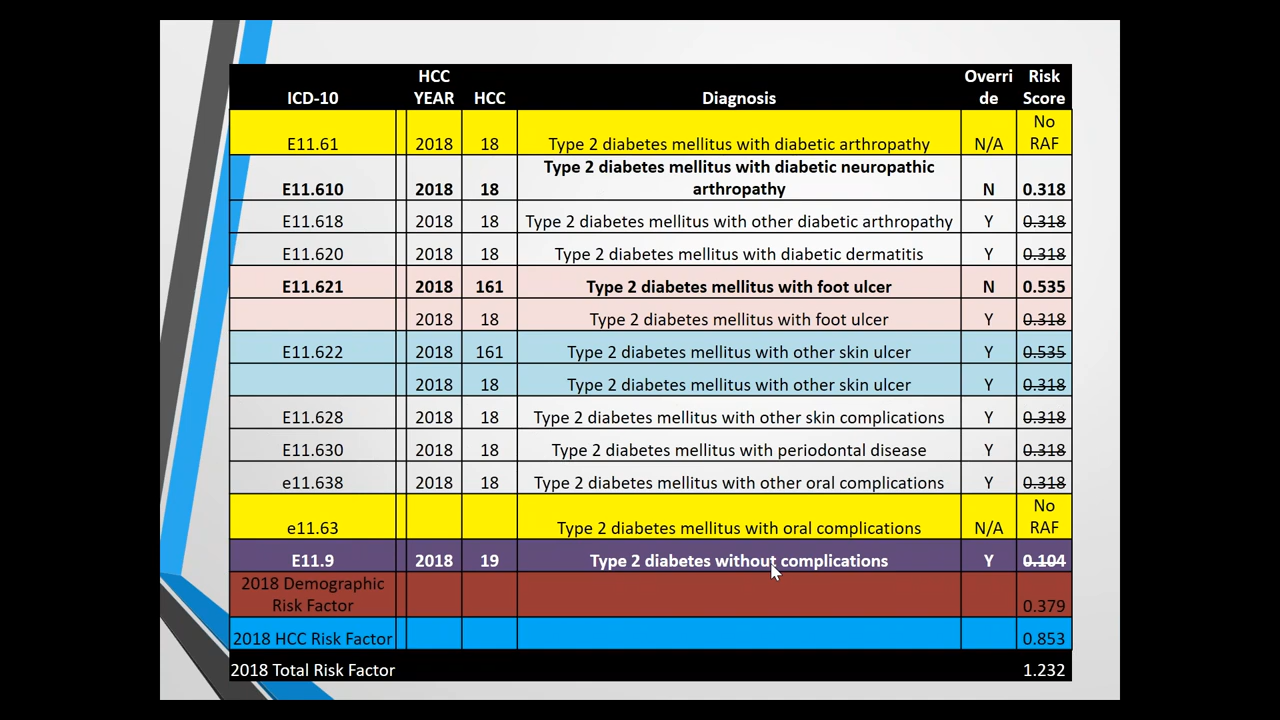 ICD-10 HCC YEAR HCC Diagnosis Overri de Risk Score
E11.61 2018 18 Type 2 diabetes mellitus with diabetic arthropathy N/A No RAF
E11.610 2018 18 Type 2 diabetes mellitus with diabetic neuropathic arthropathy N 0.318
E11.618 2018 18 Type 2 diabetes mellitus with other diabetic arthropathy Y 0.318
E11.620 2018 18 Type 2 diabetes mellitus with diabetic dermatitis Y 0.318
E11.621 2018 161 Type 2 diabetes mellitus with foot ulcer N 0.535
2018 18 Type 2 diabetes mellitus with foot ulcer Y 0.318
E11.622 2018 161 Type 2 diabetes mellitus with other skin ulcer Y 0.535
2018 18 Type 2 diabetes mellitus with other skin ulcer Y 0.318
E11.628 2018 18 Type 2 diabetes mellitus with other skin complications Y 0.318
E11.630 2018 18 Type 2 diabetes mellitus with periodontal disease Y 0.318
e11.638 2018 18 Type 2 diabetes mellitus with other oral complications Y 0.318
e11.63 Type 2 diabetes mellitus with oral complications N/A No RAF
E11.9 2018 19 Type 2 diabetes without complications Y 0.104
2018 Demographic Risk Factor 0.379
2018 HCC Risk Factor 0.853
2018 Total Risk Factor 1.232